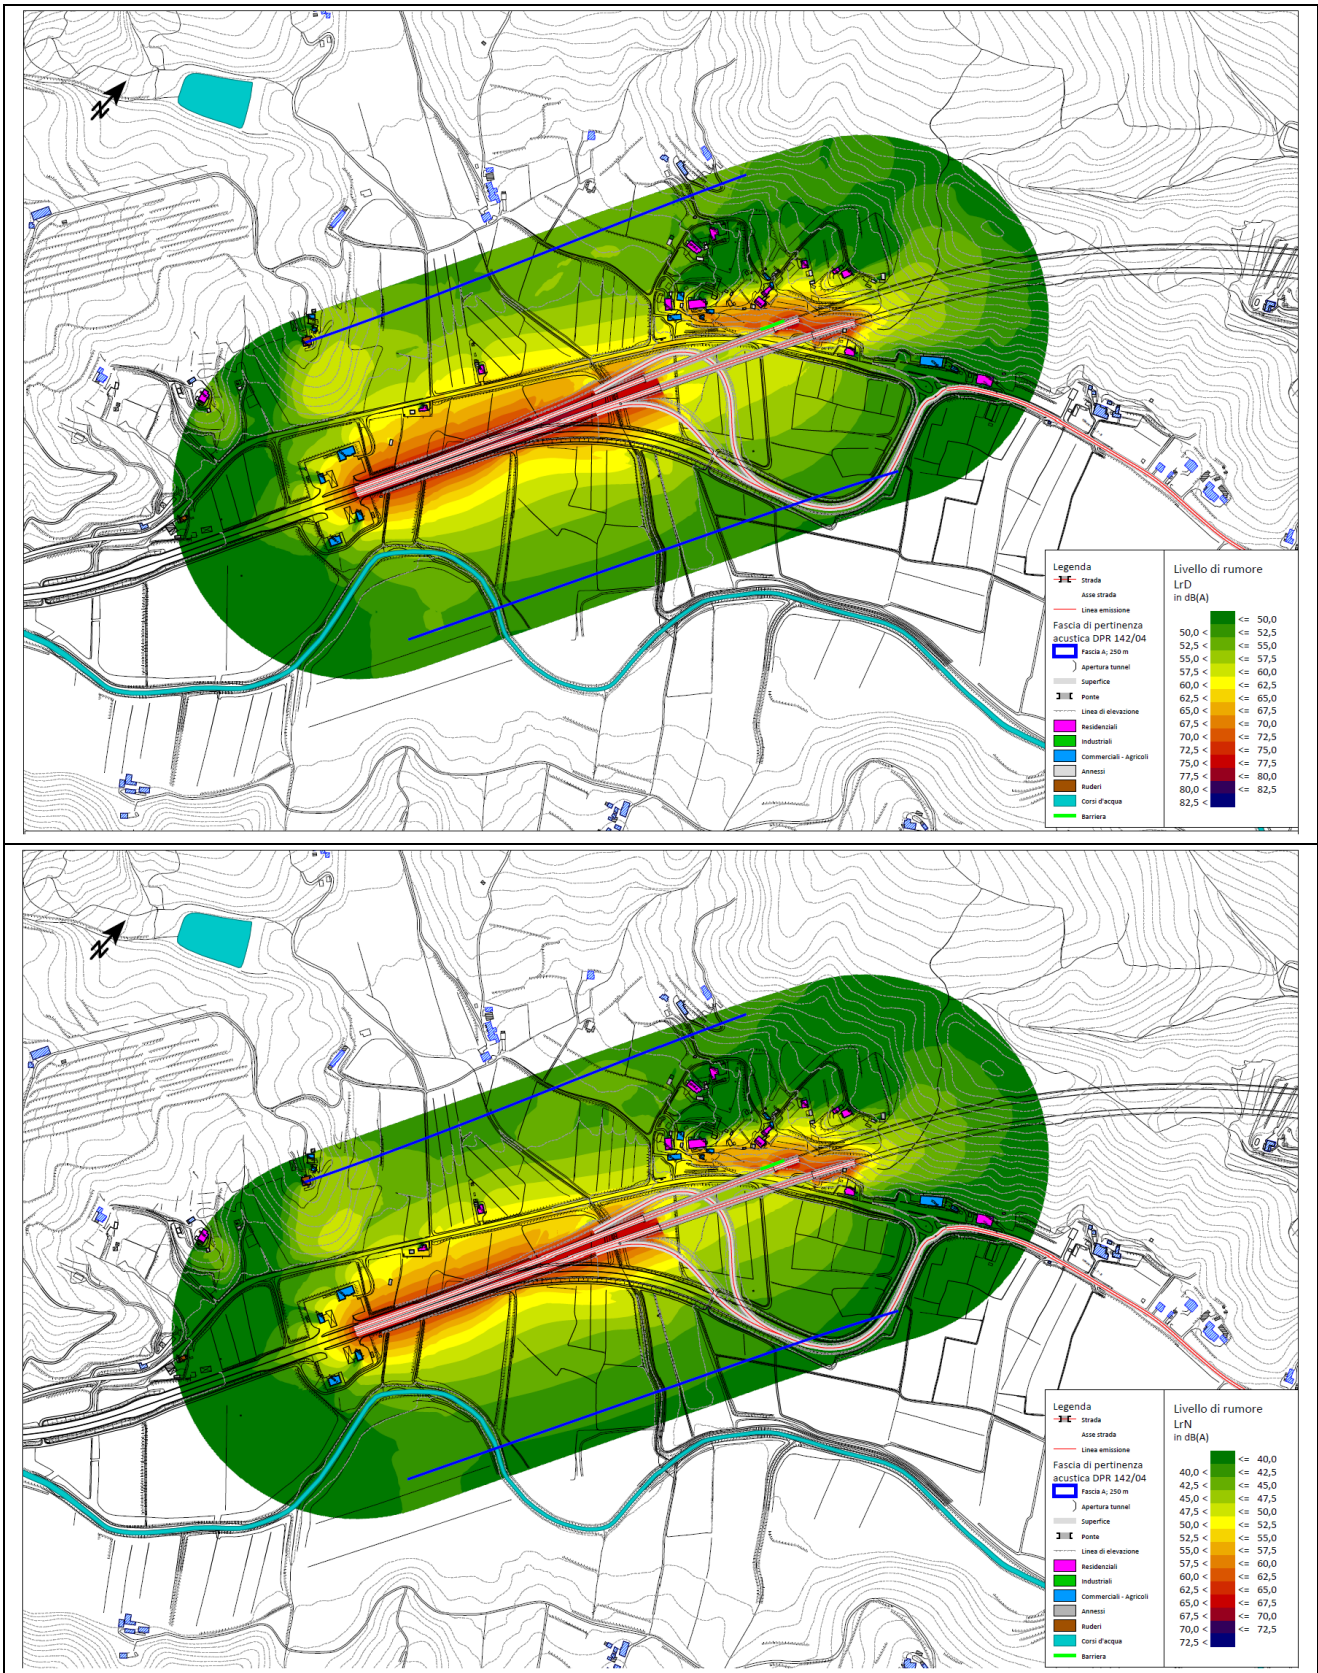 N
Legenda
Strada
Asse strada
Linea emissione
Fascia di pertinenza
acustica DPR 142/04
Fascia A; 250 m
Apertura tunnel
Superfice
Ponte
Linea di elevazione
Residenziali
Industriali
Commerciali - Agricoli
Annessi
Ruderi
Corsi d'acqua
Barriera
Livello di rumore
LrD
in dB(A)
<= 50,0
50,0 < <= 52,5
52,5 < <= 55,0
55,0 < <= 57,5
57,5 < <= 60,0
60,0 < <= 62,5
62,5 < <= 65,0
65,0 < <= 67,5
67,5 < <= 70,0
70,0 < <= 72,5
72,5 < <= 75,0
75,0 < <= 77,5
77,5 < <= 80,0
80,0 < <= 82,5
82,5 <
N
Legenda
Strada
Asse strada
Linea emissione
Fascia di pertinenza
acustica DPR 142/04
Fascia A; 250 m
Apertura tunnel
Superfice
Ponte
Linea di elevazione
Residenziali
Industriali
Commerciali - Agricoli
Annessi
Ruderi
Corsi d'acqua
Barriera
Livello di rumore
LrN
in dB(A)
<= 40,0
40,0 < <= 42,5
42,5 < <= 45,0
45,0 < <= 47,5
47,5 < <= 50,0
50,0 < <= 52,5
52,5 < <= 55,0
55,0 < <= 57,5
57,5 < <= 60,0
60,0 < <= 62,5
62,5 < <= 65,0
65,0 < <= 67,5
67,5 < <= 70,0
70,0 < <= 72,5
72,5 <